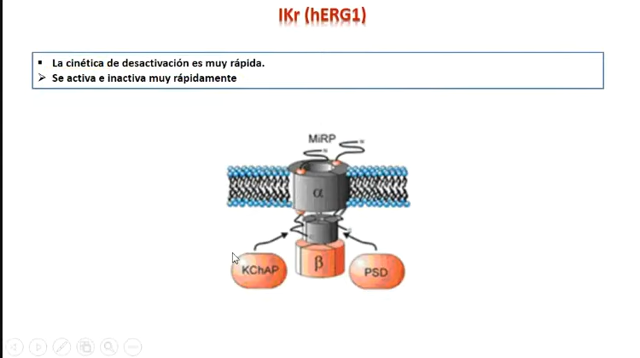 IKr (hERG1)
▪ La cinética de desactivación es muy rápida.
➢ Se activa e inactiva muy rápidamente
MiRP
α
KChAP
β
PSD